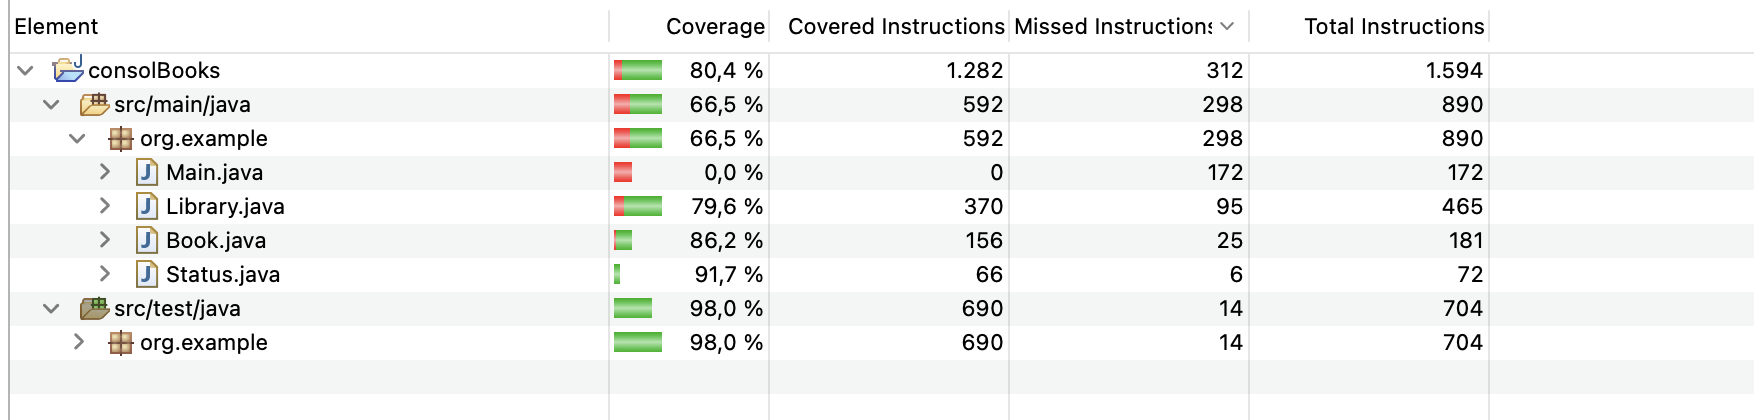 Element Coverage Covered Instructions Missed Instructions Total Instructions
consolBooks 80,4 % 1.282 312 1.594
src/main/java 66,5 % 592 298 890
org.example 66,5 % 592 298 890
Main.java 0,0 % 0 172 172
Library.java 79,6 % 370 95 465
Book.java 86,2 % 156 25 181
Status.java 91,7 % 66 6 72
src/test/java 98,0 % 690 14 704
org.example 98,0 % 690 14 704